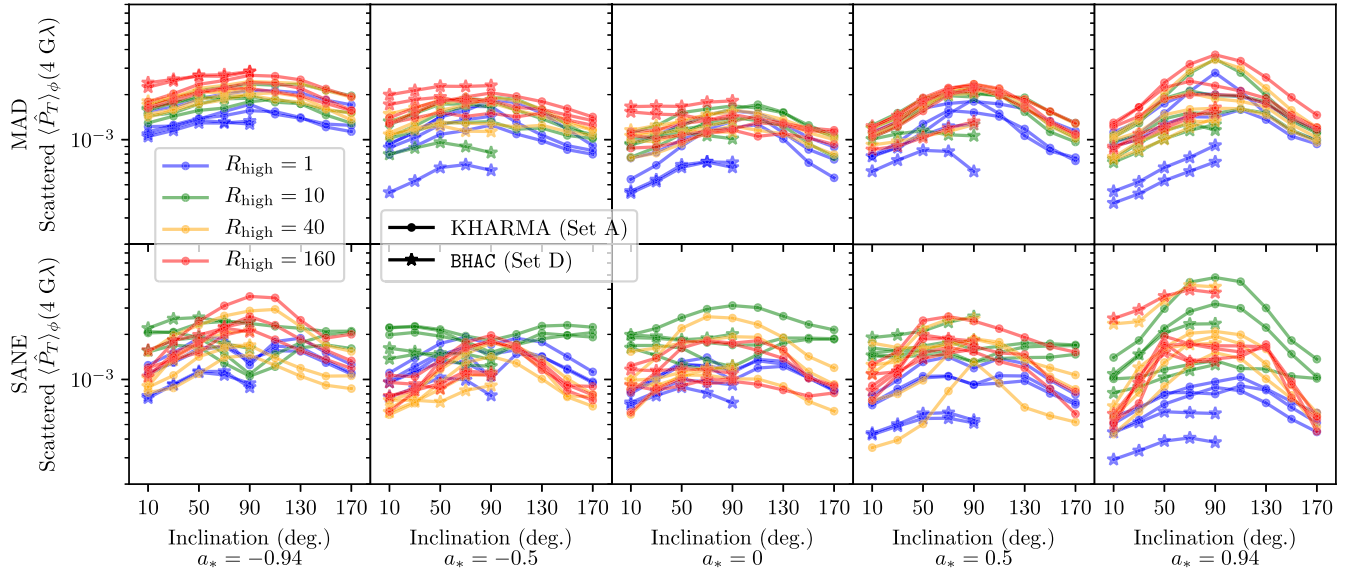 MAD
Scattered ⟨P̂_T⟩_ϕ(4 Gλ)
10⁻³
R_high = 1
R_high = 10
R_high = 40
R_high = 160
KHARMA (Set A)
BHAC (Set D)
SANE
Scattered ⟨P̂_T⟩_ϕ(4 Gλ)
10⁻³
10 50 90 130 170 10 50 90 130 170 10 50 90 130 170 10 50 90 130 170 10 50 90 130 170
Inclination (deg.) Inclination (deg.) Inclination (deg.) Inclination (deg.) Inclination (deg.)
a_* = −0.94 a_* = −0.5 a_* = 0 a_* = 0.5 a_* = 0.94